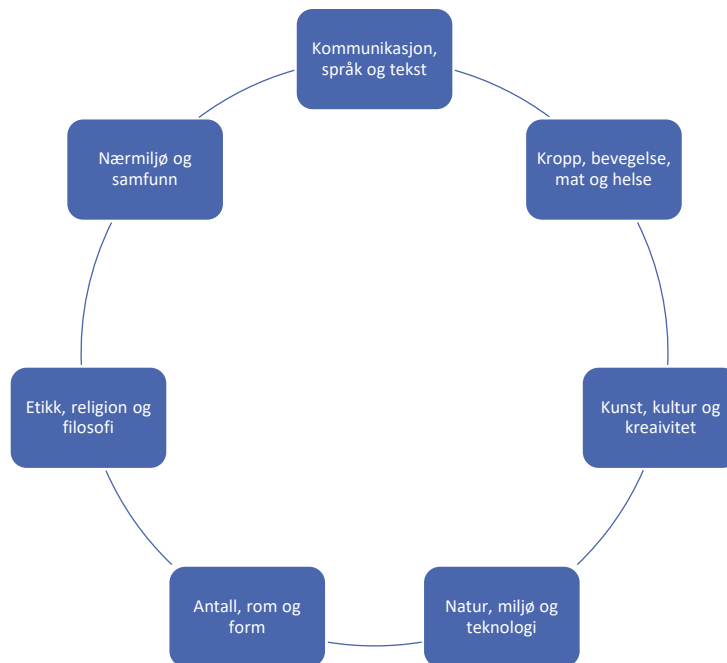 Kommunikasjon,
språk og tekst
Kropp, bevegelse,
mat og helse
Kunst, kultur og
kreaivitet
Natur, miljø og
teknologi
Antall, rom og
form
Etikk, religion og
filosofi
Nærmiljø og
samfunn